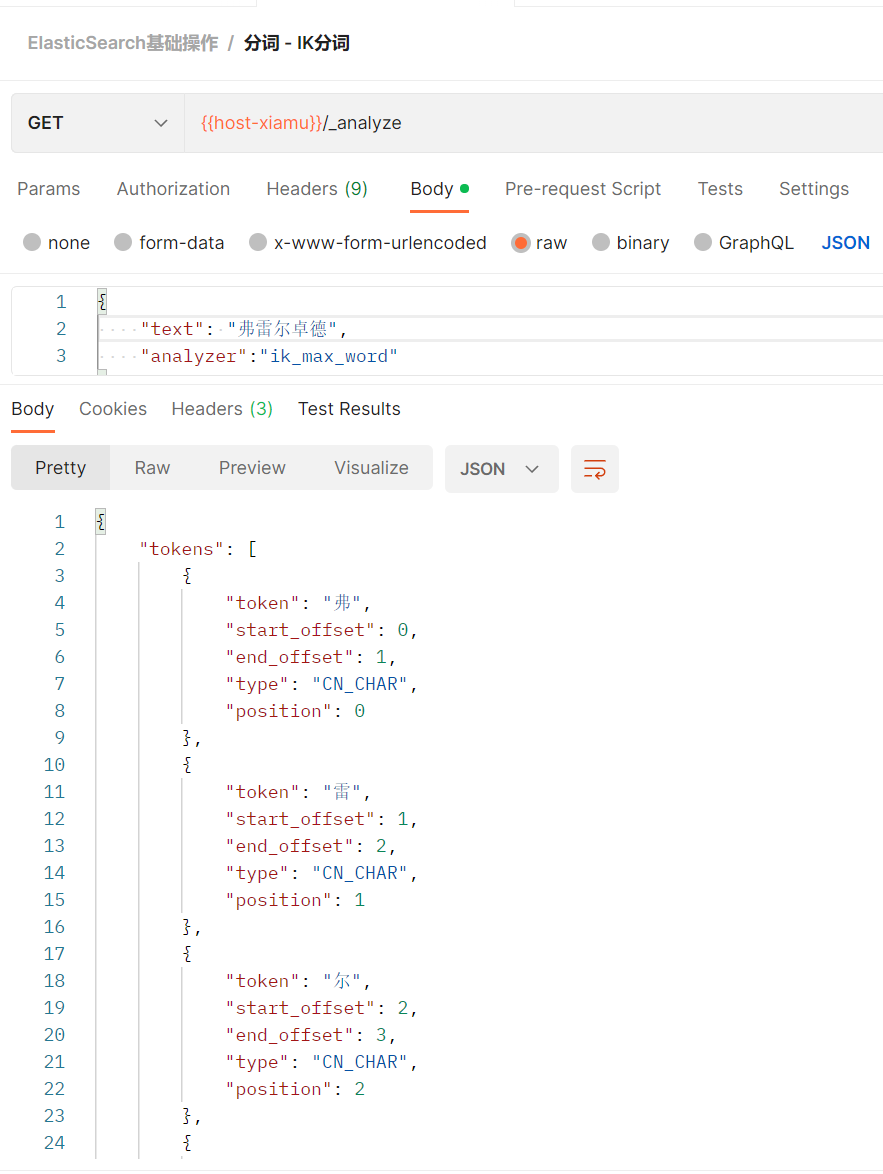 ElasticSearch基础操作 / 分词 - IK分词
GET {{host-xiamu}}/_analyze
Params Authorization Headers (9) Body Pre-request Script Tests Settings
none form-data x-www-form-urlencoded raw binary GraphQL JSON
1 {
2 ····"text":·"弗雷尔卓德",
3 ····"analyzer":"ik_max_word"
Body Cookies Headers (3) Test Results
Pretty Raw Preview Visualize JSON
1 {
2 "tokens": [
3 {
4 "token": "弗",
5 "start_offset": 0,
6 "end_offset": 1,
7 "type": "CN_CHAR",
8 "position": 0
9 },
10 {
11 "token": "雷",
12 "start_offset": 1,
13 "end_offset": 2,
14 "type": "CN_CHAR",
15 "position": 1
16 },
17 {
18 "token": "尔",
19 "start_offset": 2,
20 "end_offset": 3,
21 "type": "CN_CHAR",
22 "position": 2
23 },
24 {